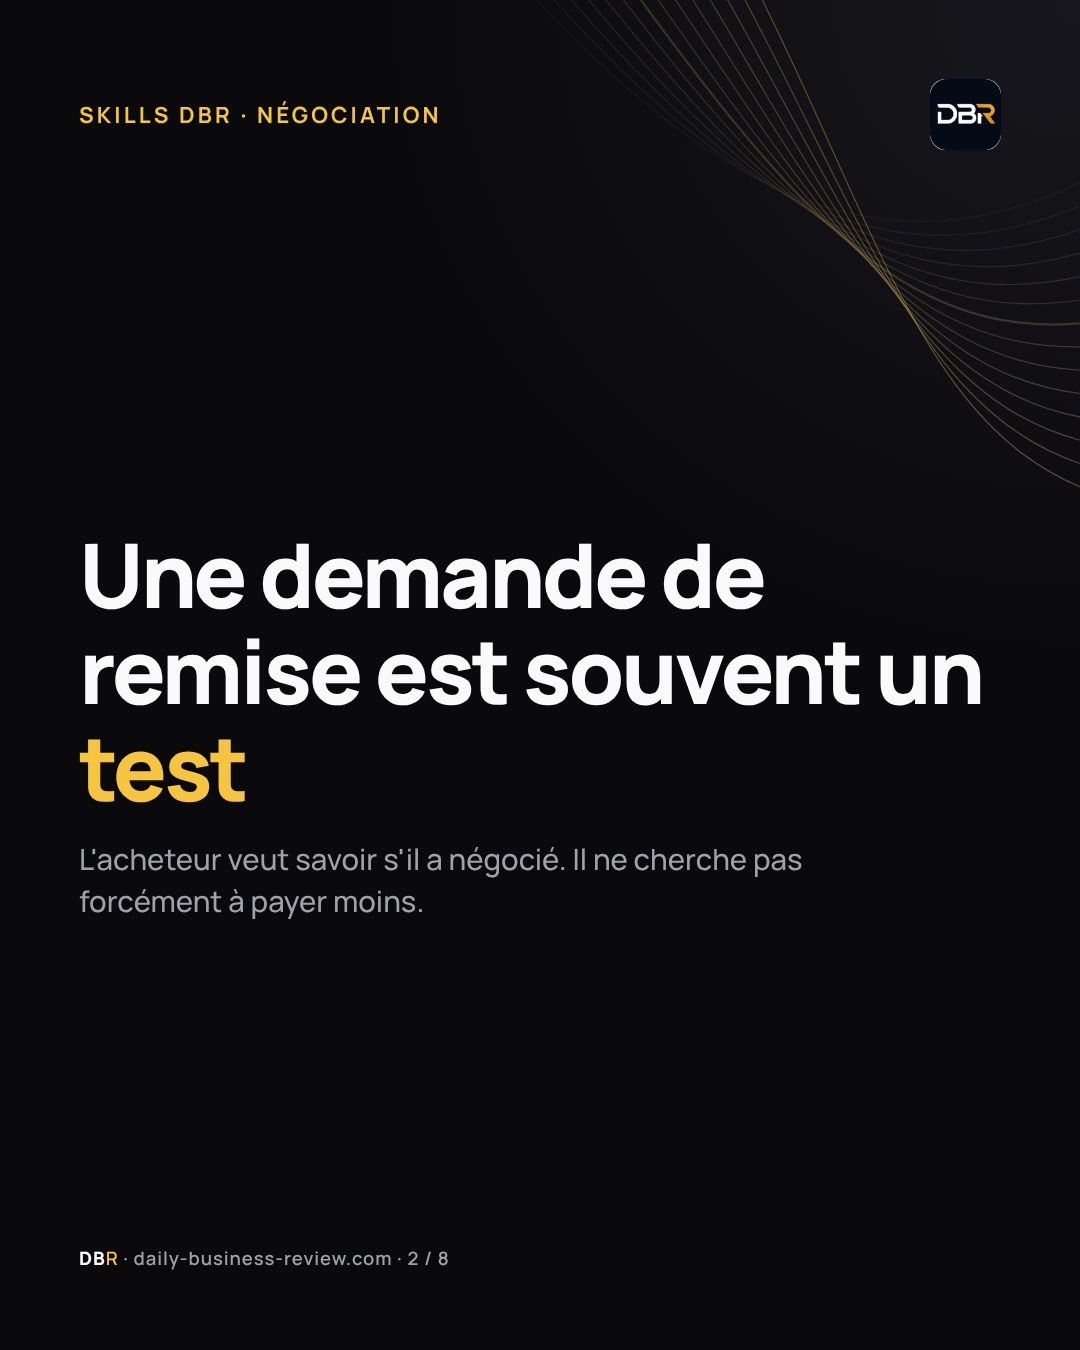 SKILLS DBR · NÉGOCIATION
DBR
Une demande de
remise est souvent un
test
L'acheteur veut savoir s'il a négocié. Il ne cherche pas
forcément à payer moins.
DBR · daily-business-review.com · 2 / 8